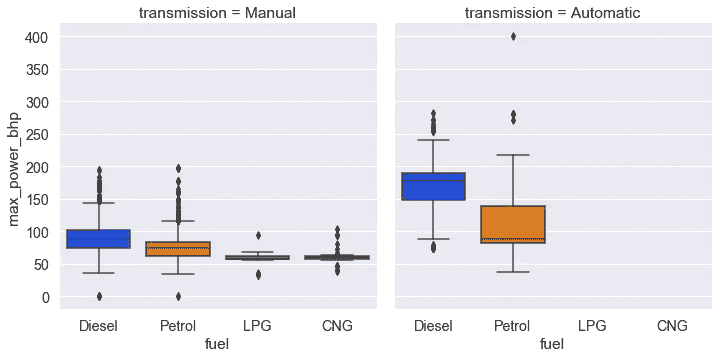 transmission = Manual
transmission = Automatic
400
350
300
250
200
150
100
50
0
max_power_bhp
Diesel Petrol LPG CNG
Diesel Petrol LPG CNG
fuel
fuel